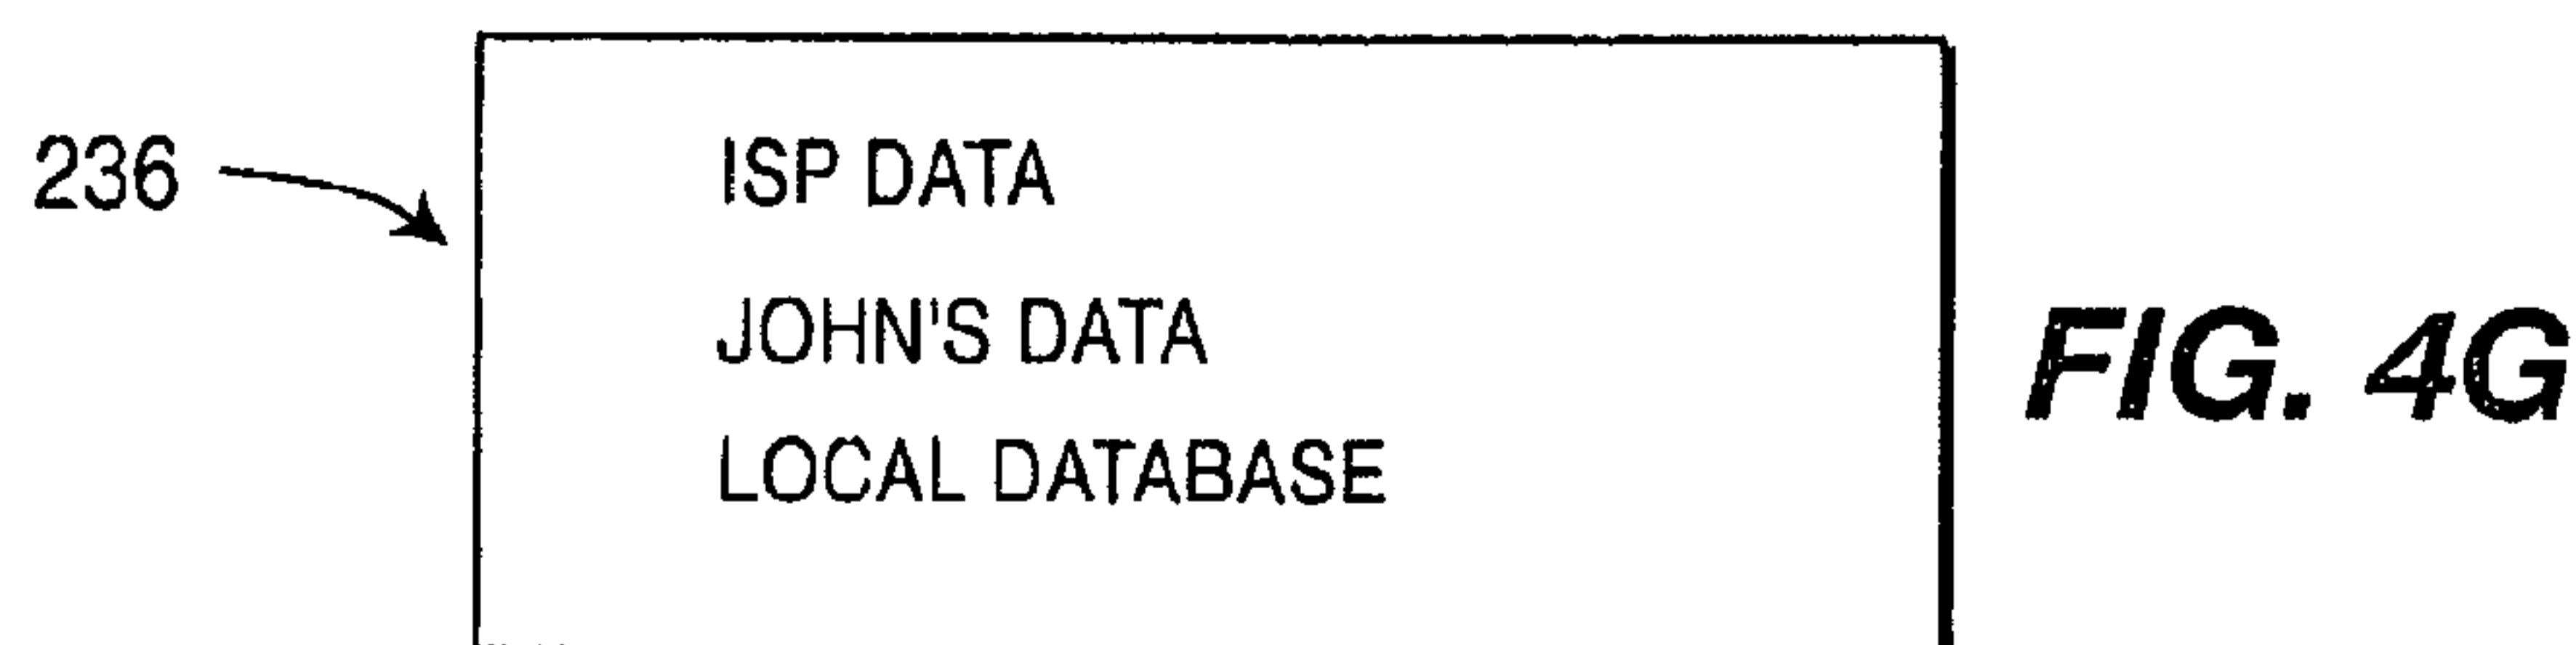 236
ISP DATA
JOHN'S DATA
LOCAL DATABASE
FIG. 4G